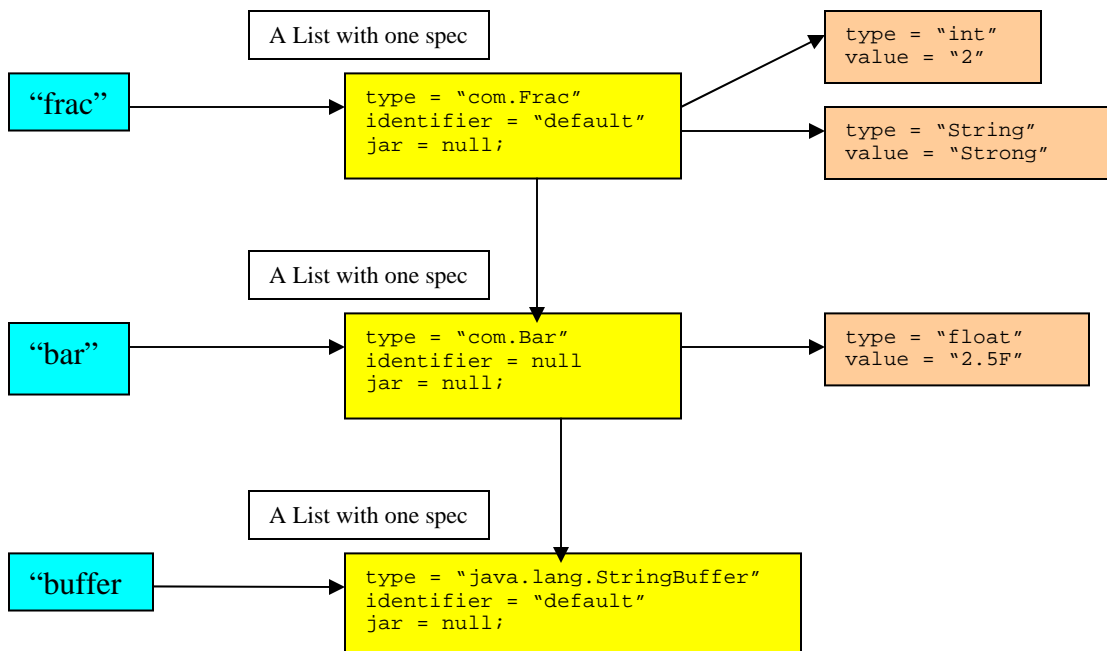 A List with one spec
type = “int”
value = “2”
“frac”
type = “com.Frac”
identifier = “default”
jar = null;
type = “String”
value = “Strong”
A List with one spec
“bar”
type = “com.Bar”
identifier = null
jar = null;
type = “float”
value = “2.5F”
A List with one spec
“buffer
type = “java.lang.StringBuffer”
identifier = “default”
jar = null;